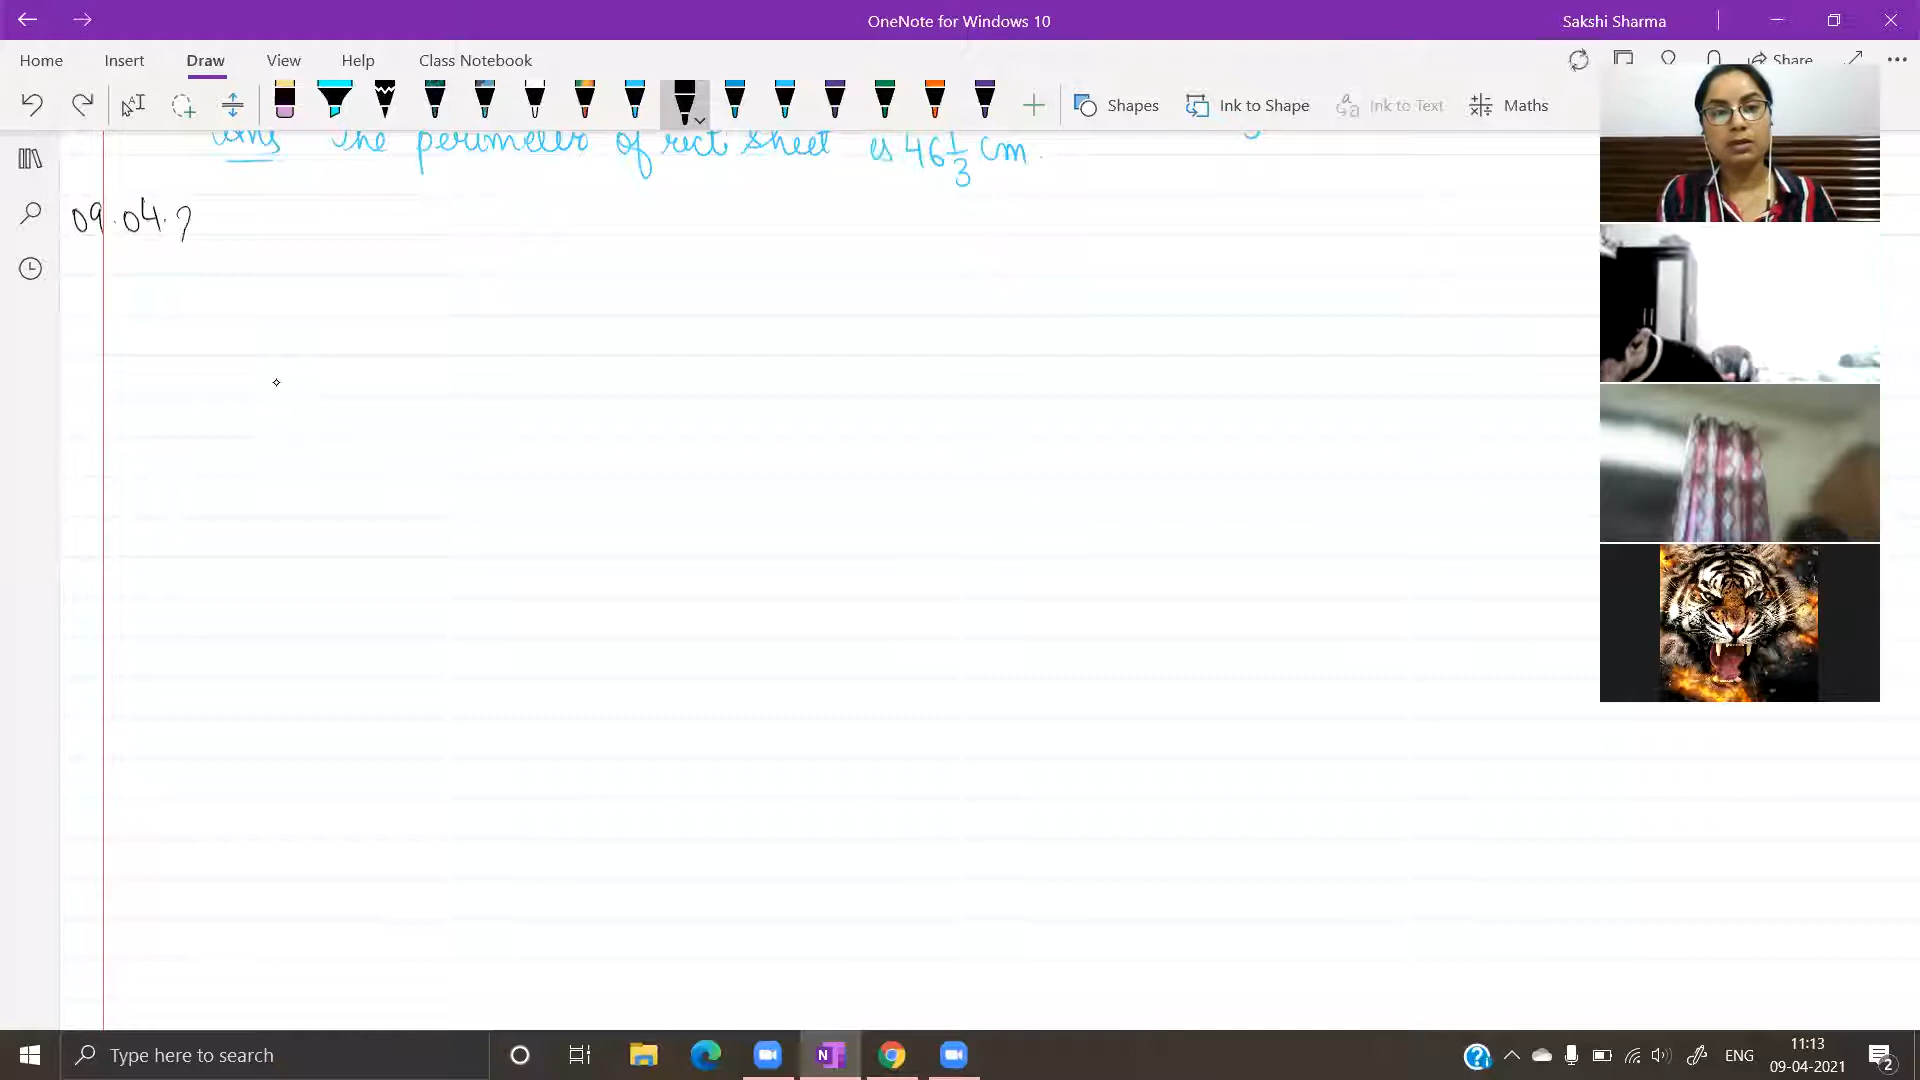 OneNote for Windows 10
Sakshi Sharma
Home Insert Draw View Help Class Notebook
Share
Shapes Ink to Shape Ink to Text Maths
Ans The perimeter of rect sheet is 46 1/3 cm.
09.04.2
Type here to search
ENG
11:13
09-04-2021
2